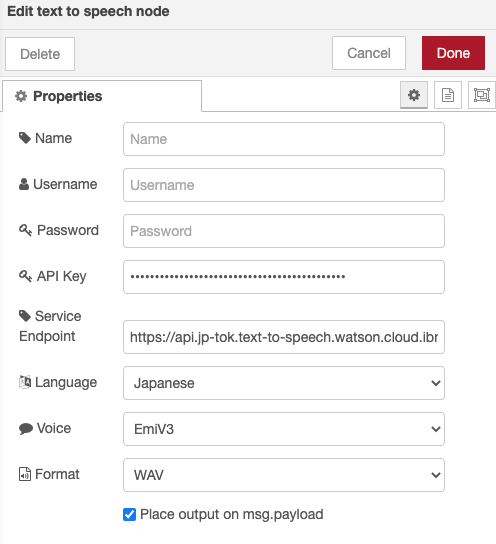 Edit text to speech node
Delete
Cancel
Done
Properties
Name
Name
Username
Username
Password
Password
API Key
••••••••••••••••••••••••••••••••••••••••••••
Service
Endpoint
https://api.jp-tok.text-to-speech.watson.cloud.ibr
Language
Japanese
Voice
EmiV3
Format
WAV
Place output on msg.payload